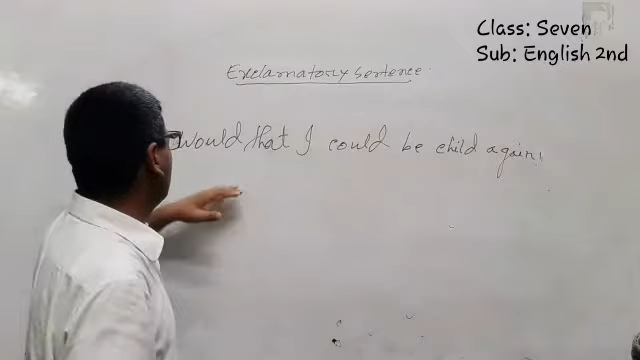 Class: Seven
Sub: English 2nd
Exclamatory Sentence.
Would that I could be child again!